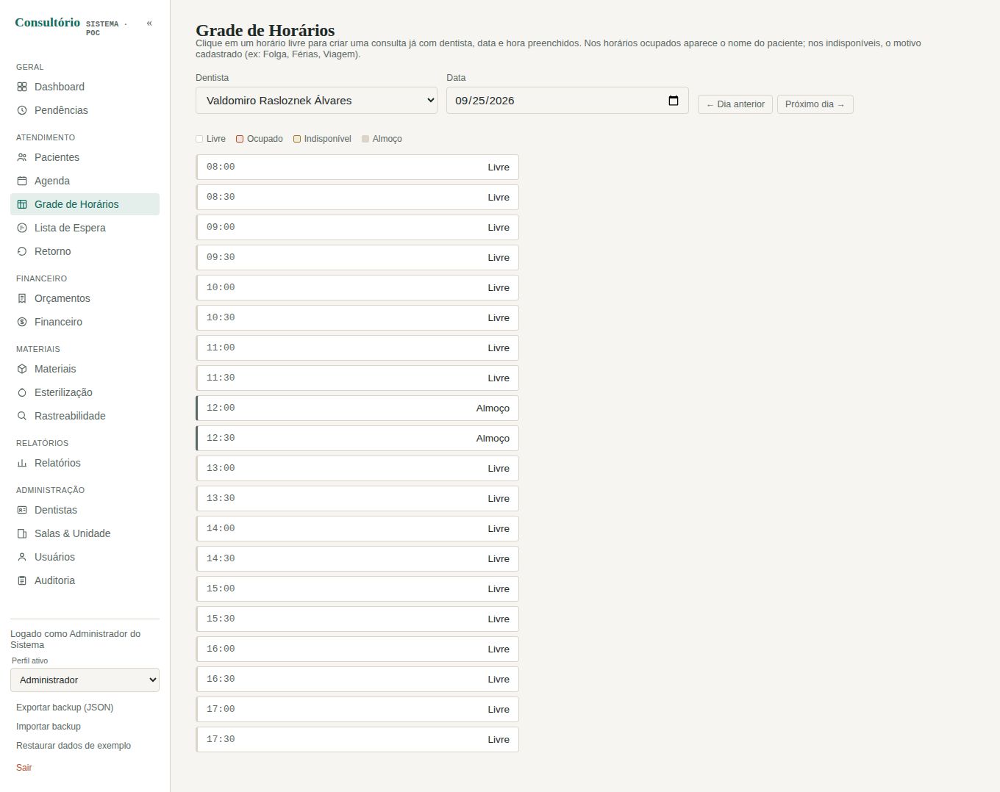 Consultório SISTEMA · POC «
GERAL
Dashboard
Pendências
ATENDIMENTO
Pacientes
Agenda
Grade de Horários
Lista de Espera
Retorno
FINANCEIRO
Orçamentos
Financeiro
MATERIAIS
Materiais
Esterilização
Rastreabilidade
RELATÓRIOS
Relatórios
ADMINISTRAÇÃO
Dentistas
Salas & Unidade
Usuários
Auditoria
Logado como Administrador do
Sistema
Perfil ativo
Administrador
Exportar backup (JSON)
Importar backup
Restaurar dados de exemplo
Sair
Grade de Horários
Clique em um horário livre para criar uma consulta já com dentista, data e hora preenchidos. Nos horários ocupados aparece o nome do paciente; nos indisponíveis, o motivo
cadastrado (ex: Folga, Férias, Viagem).
Dentista
Valdomiro Rasloznek Álvares
Data
09/25/2026
← Dia anterior
Próximo dia →
Livre Ocupado Indisponível Almoço
08:00 Livre
08:30 Livre
09:00 Livre
09:30 Livre
10:00 Livre
10:30 Livre
11:00 Livre
11:30 Livre
12:00 Almoço
12:30 Almoço
13:00 Livre
13:30 Livre
14:00 Livre
14:30 Livre
15:00 Livre
15:30 Livre
16:00 Livre
16:30 Livre
17:00 Livre
17:30 Livre